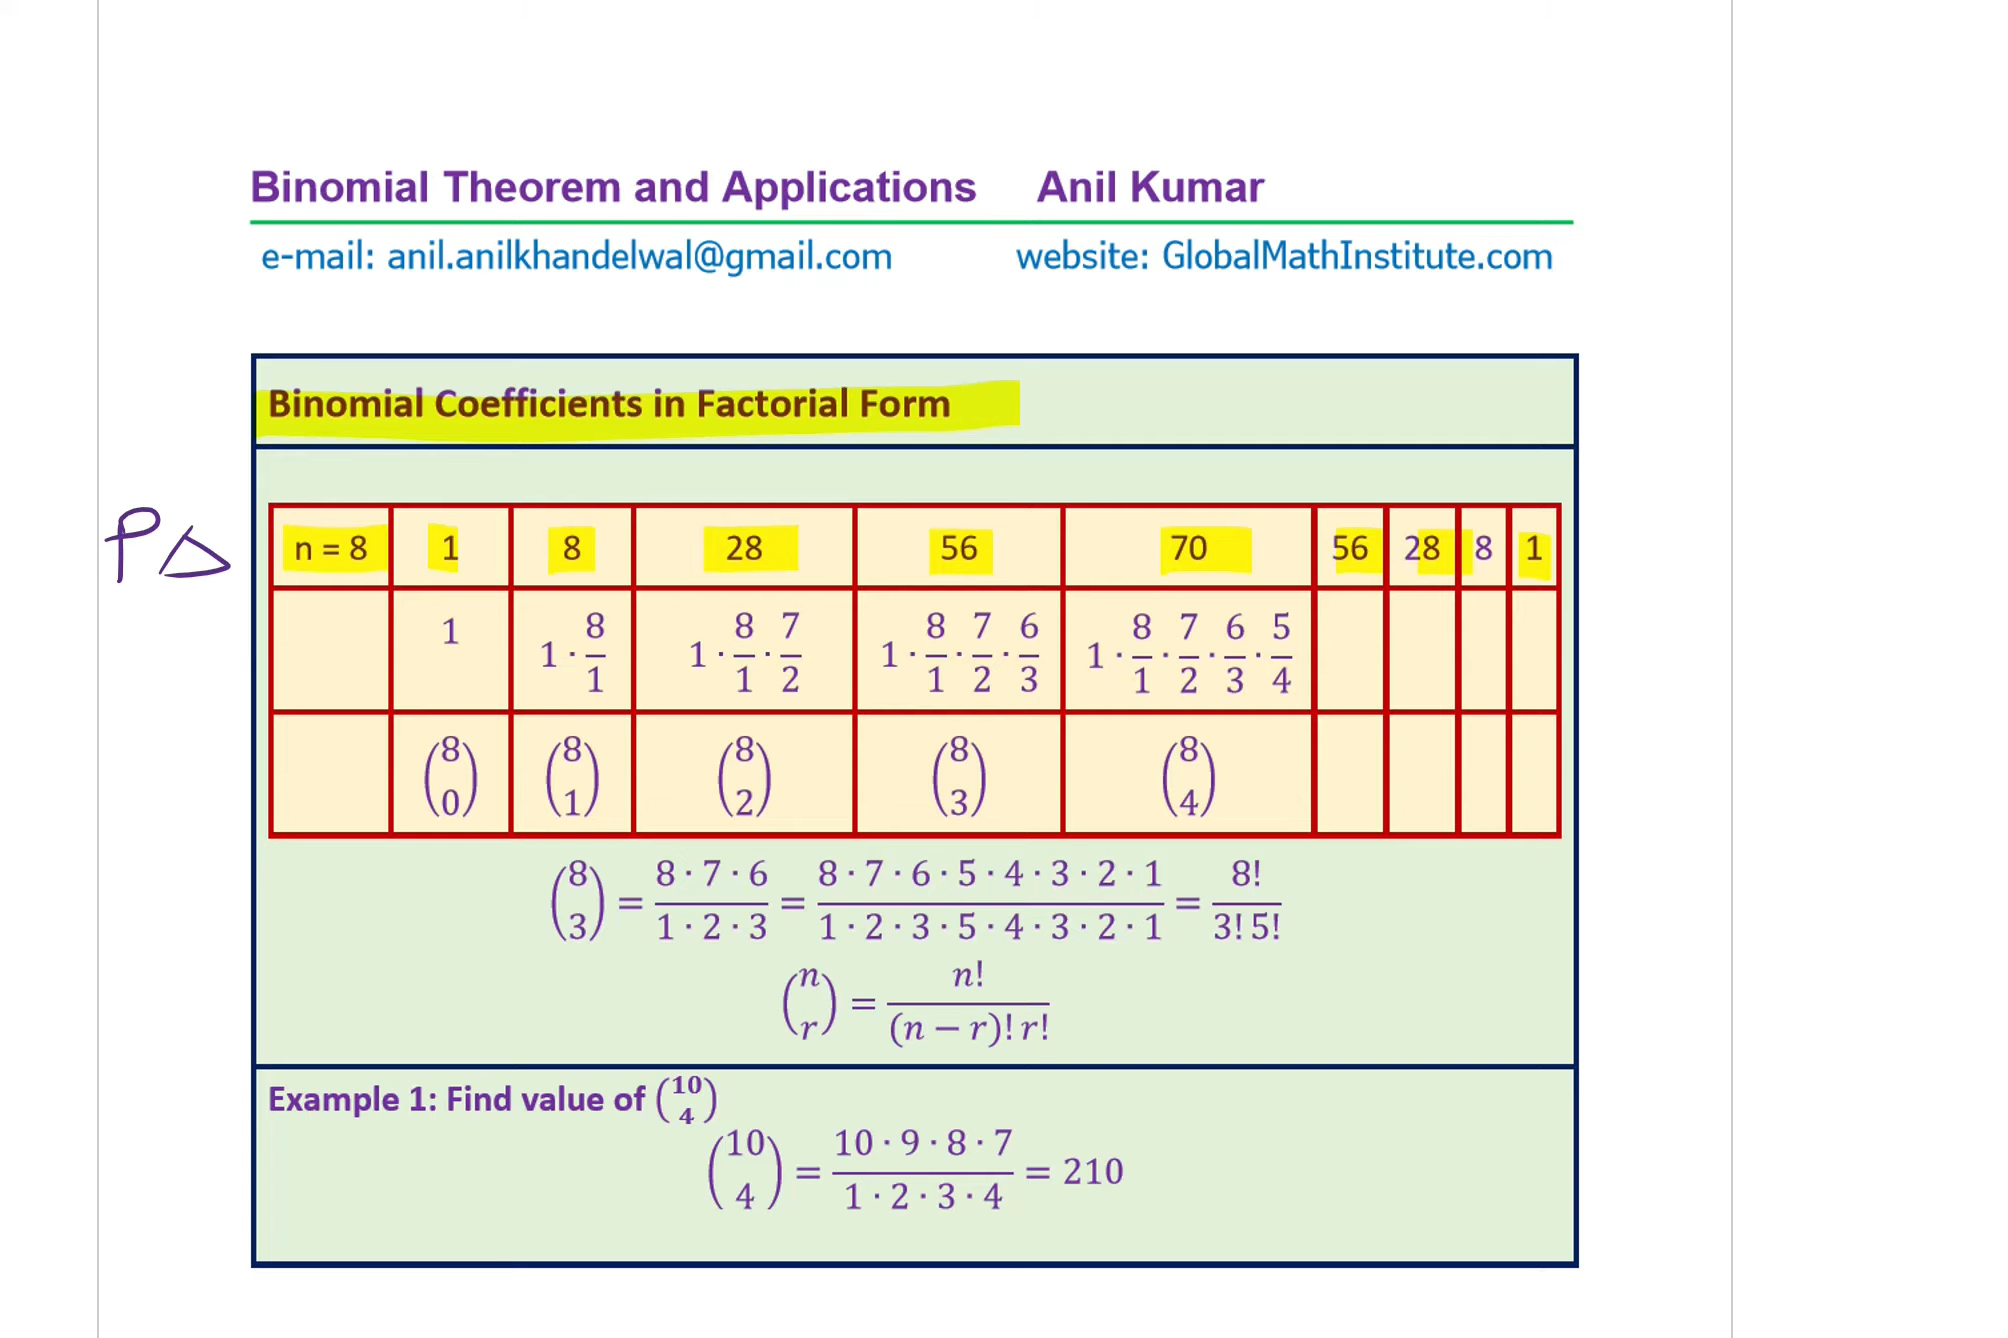 Binomial Theorem and Applications Anil Kumar
e-mail: anil.anilkhandelwal@gmail.com website: GlobalMathInstitute.com
Binomial Coefficients in Factorial Form
P△
n = 8 1 8 28 56 70 56 28 8 1
1 1 · 8/1 1 · 8/1 · 7/2 1 · 8/1 · 7/2 · 6/3 1 · 8/1 · 7/2 · 6/3 · 5/4
(8 0) (8 1) (8 2) (8 3) (8 4)
(8 3) = (8 · 7 · 6)/(1 · 2 · 3) = (8 · 7 · 6 · 5 · 4 · 3 · 2 · 1)/(1 · 2 · 3 · 5 · 4 · 3 · 2 · 1) = 8!/(3! 5!)
(n r) = n!/((n − r)! r!)
Example 1: Find value of (10 4)
(10 4) = (10 · 9 · 8 · 7)/(1 · 2 · 3 · 4) = 210